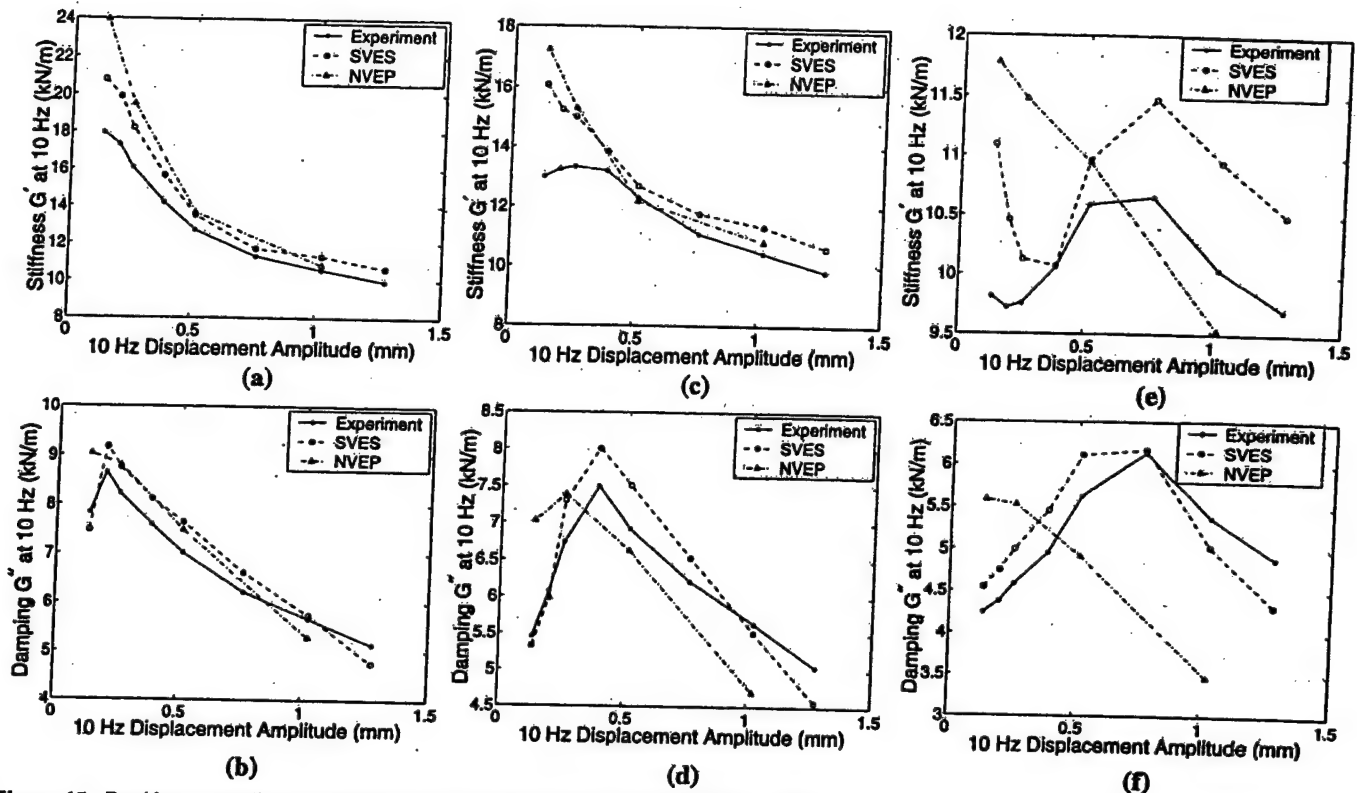 Stiffness G' at 10 Hz (kN/m)
24
22
20
18
16
14
12
10
8
0
0.5
1
1.5
Experiment
SVES
NVEP
10 Hz Displacement Amplitude (mm)
(a)
Stiffness G' at 10 Hz (kN/m)
18
16
14
12
10
8
0
0.5
1
1.5
Experiment
SVES
NVEP
10 Hz Displacement Amplitude (mm)
(c)
Stiffness G' at 10 Hz (kN/m)
12
11.5
11
10.5
10
9.5
0
0.5
1
1.5
Experiment
SVES
NVEP
10 Hz Displacement Amplitude (mm)
(e)
Damping G" at 10 Hz (kN/m)
10
9
8
7
6
5
4
0
0.5
1
1.5
Experiment
SVES
NVEP
10 Hz Displacement Amplitude (mm)
(b)
Damping G" at 10 Hz (kN/m)
8.5
8
7.5
7
6.5
6
5.5
5
4.5
0
0.5
1
1.5
Experiment
SVES
NVEP
10 Hz Displacement Amplitude (mm)
(d)
Damping G" at 10 Hz (kN/m)
6.5
6
5.5
5
4.5
4
3.5
3
0
0.5
1
1.5
Experiment
SVES
NVEP
10 Hz Displacement Amplitude (mm)
(f)